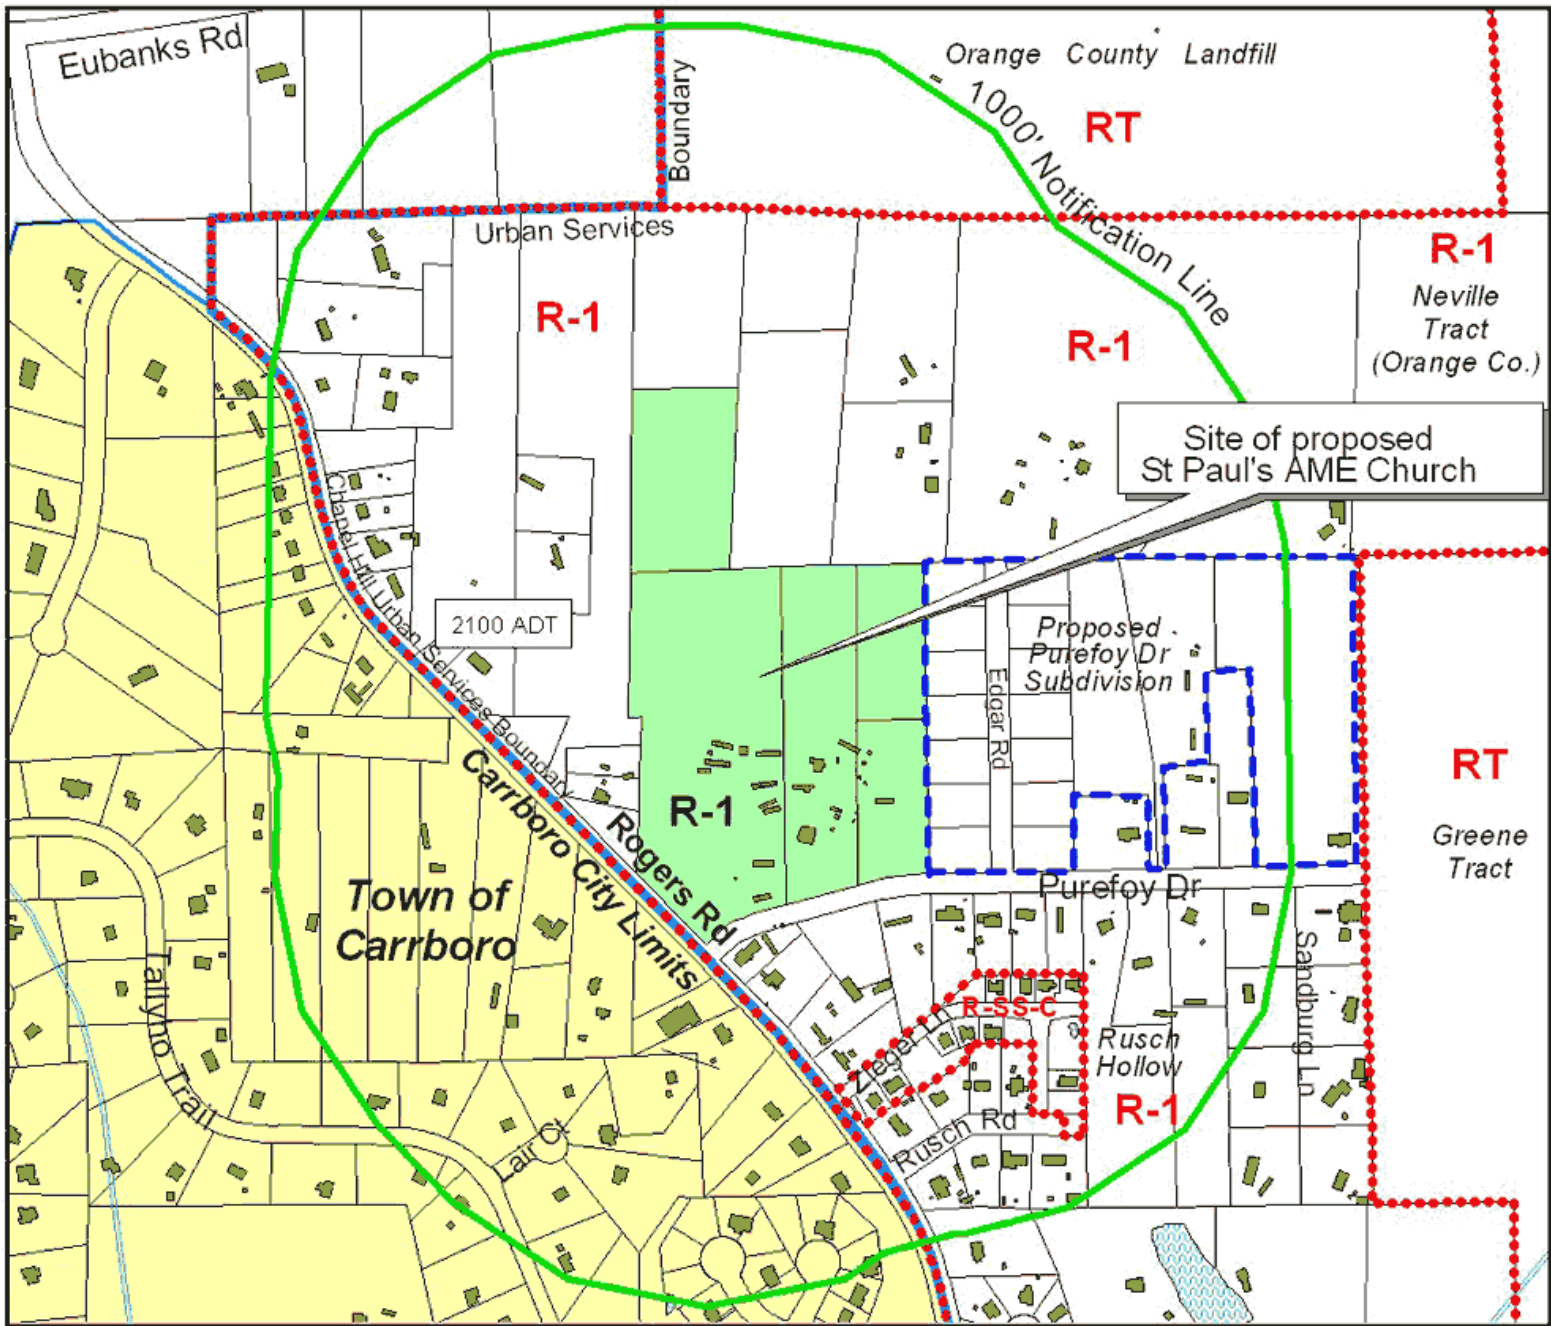 Eubanks Rd
Boundary
Orange County Landfill
RT
1000' Notification Line
Urban Services
R-1
R-1
R-1
Neville
Tract
(Orange Co.)
Site of proposed
St Paul's AME Church
Chapel Hill Urban Services Boundary
2100 ADT
Proposed
Purefoy Dr
Subdivision
Edgar Rd
RT
Greene
Tract
R-1
Rogers Rd
Carrboro City Limits
Town of
Carrboro
Purefoy Dr
Tallyho Trail
Sandburg Ln
R-SS-C
Zieger Ln
Rusch
Hollow
R-1
Rusch Rd
Lair Ct